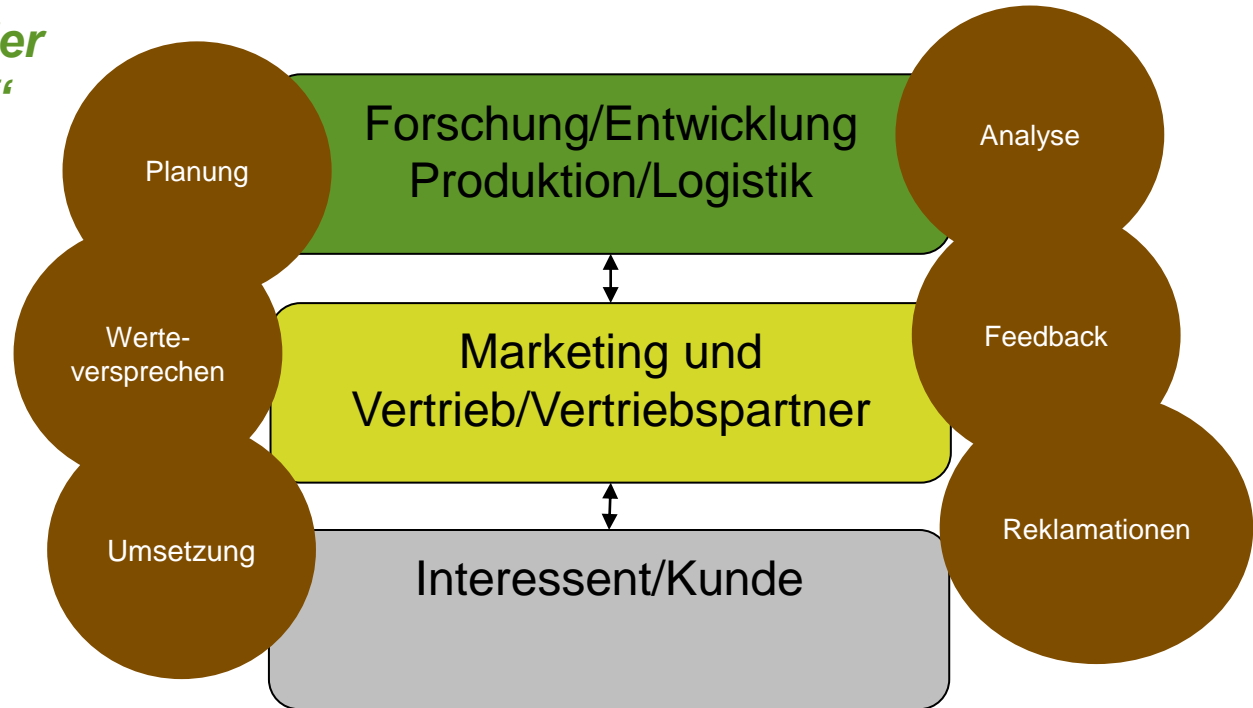 Forschung/Entwicklung
Produktion/Logistik
Planung
Analyse
Marketing und
Vertrieb/Vertriebspartner
Werte-
versprechen
Feedback
Interessent/Kunde
Umsetzung
Reklamationen